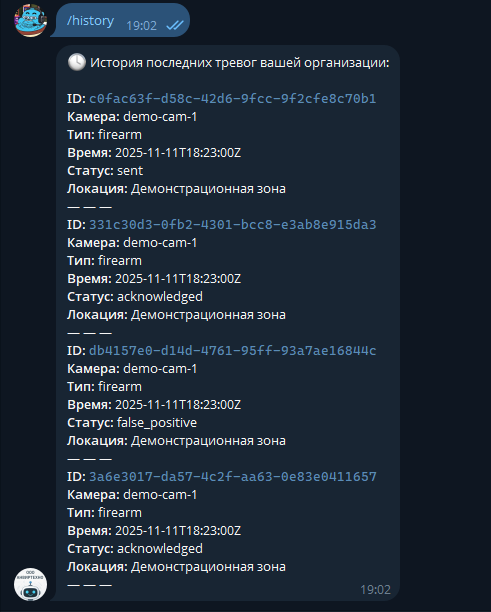 /history
19:02
История последних тревог вашей организации:
ID: c0fac63f-d58c-42d6-9fcc-9f2cfe8c70b1
Камера: demo-cam-1
Тип: firearm
Время: 2025-11-11T18:23:00Z
Статус: sent
Локация: Демонстрационная зона
— — —
ID: 331c30d3-0fb2-4301-bcc8-e3ab8e915da3
Камера: demo-cam-1
Тип: firearm
Время: 2025-11-11T18:23:00Z
Статус: acknowledged
Локация: Демонстрационная зона
— — —
ID: db4157e0-d14d-4761-95ff-93a7ae16844c
Камера: demo-cam-1
Тип: firearm
Время: 2025-11-11T18:23:00Z
Статус: false_positive
Локация: Демонстрационная зона
— — —
ID: 3a6e3017-da57-4c2f-aa63-0e83e0411657
Камера: demo-cam-1
Тип: firearm
Время: 2025-11-11T18:23:00Z
Статус: acknowledged
Локация: Демонстрационная зона
— — —
ООО
19:02